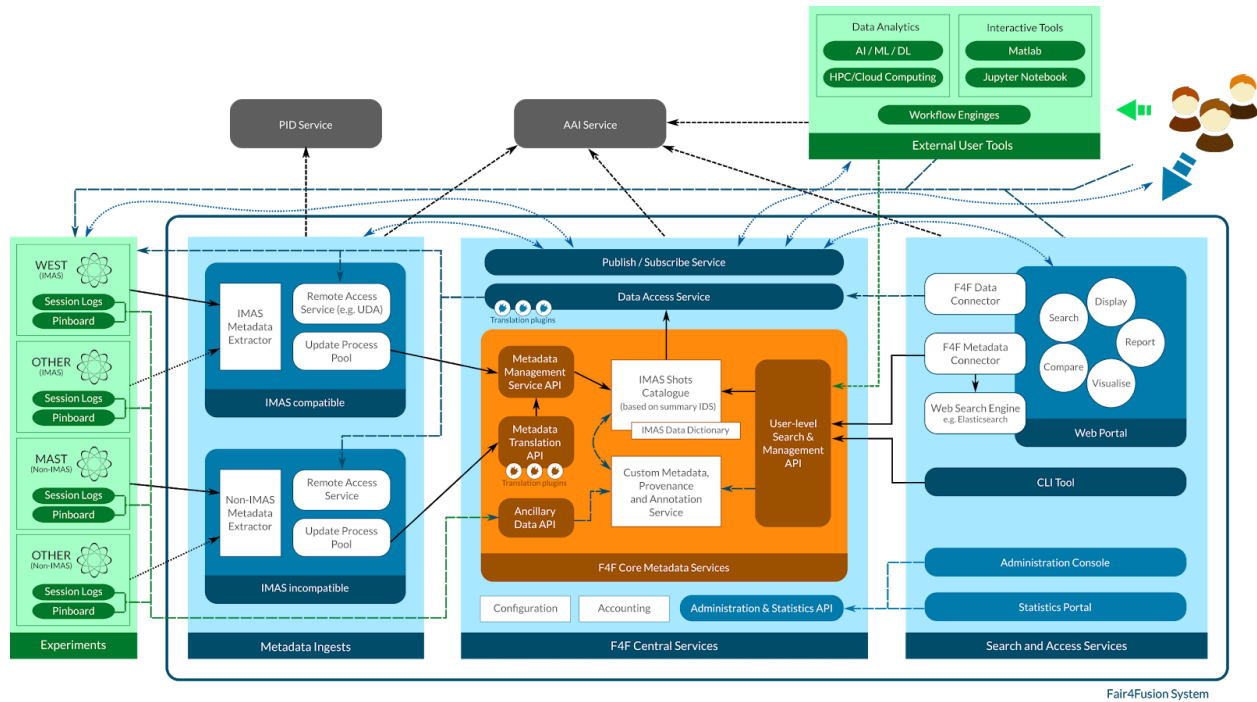 Data Analytics
AI / ML / DL
HPC/Cloud Computing
Interactive Tools
Matlab
Jupyter Notebook
Workflow Enginges
External User Tools
PID Service
AAI Service
WEST
(IMAS)
Session Logs
Pinboard
OTHER
(IMAS)
Session Logs
Pinboard
MAST
(Non-IMAS)
Session Logs
Pinboard
OTHER
(Non-IMAS)
Session Logs
Pinboard
Experiments
IMAS
Metadata
Extractor
Remote Access
Service (e.g. UDA)
Update Process
Pool
IMAS compatible
Non-IMAS
Metadata
Extractor
Remote Access
Service
Update Process
Pool
IMAS incompatible
Metadata Ingests
Publish / Subscribe Service
Data Access Service
Translation plugins
Metadata
Management
Service API
Metadata
Translation
API
Translation plugins
Ancillary
Data API
IMAS Shots
Catalogue
(based on summary IDS)
IMAS Data Dictionary
Custom Metadata,
Provenance
and Annotation
Service
User-level
Search &
Management
API
F4F Core Metadata Services
Configuration
Accounting
Administration & Statistics API
F4F Central Services
F4F Data
Connector
F4F Metadata
Connector
Web Search Engine
e.g. Elasticsearch
Search
Display
Report
Compare
Visualise
Web Portal
CLI Tool
Administration Console
Statistics Portal
Search and Access Services
Fair4Fusion System